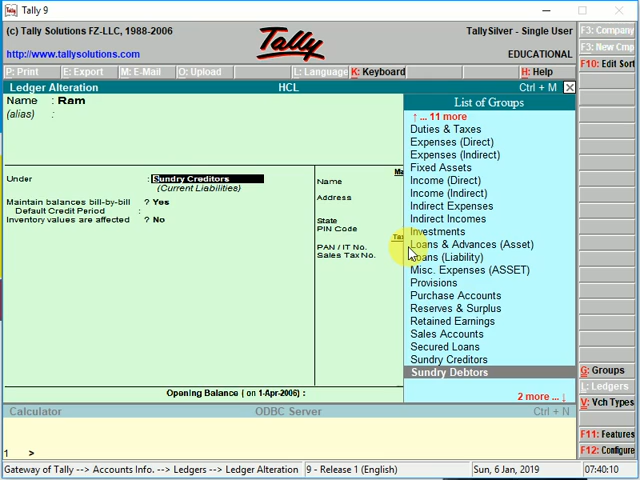 Tally 9
(c) Tally Solutions FZ-LLC, 1988-2006
http://www.tallysolutions.com
Tally
TallySilver - Single User
EDUCATIONAL
F3: Company
F3: New Cmp
F10: Edit Sort
P: Print E: Export M: E-Mail O: Upload L: Language K: Keyboard H: Help
Ledger Alteration HCL Ctrl + M
Name : Ram
(alias) :
Under : Sundry Creditors
(Current Liabilities)
Maintain balances bill-by-bill ? Yes
Default Credit Period :
Inventory values are affected ? No
Name
Address
State
PIN Code
PAN / IT No.
Sales Tax No.
Opening Balance ( on 1-Apr-2006) :
List of Groups
↑ ... 11 more
Duties & Taxes
Expenses (Direct)
Expenses (Indirect)
Fixed Assets
Income (Direct)
Income (Indirect)
Indirect Expenses
Indirect Incomes
Investments
Loans & Advances (Asset)
Loans (Liability)
Misc. Expenses (ASSET)
Provisions
Purchase Accounts
Reserves & Surplus
Retained Earnings
Sales Accounts
Secured Loans
Sundry Creditors
Sundry Debtors
2 more ... ↓
G: Groups
L: Ledgers
V: Vch Types
F11: Features
F12: Configure
Calculator ODBC Server Ctrl + N
1 >
Gateway of Tally --> Accounts Info. --> Ledgers --> Ledger Alteration 9 - Release 1 (English) Sun, 6 Jan, 2019 07:40:10